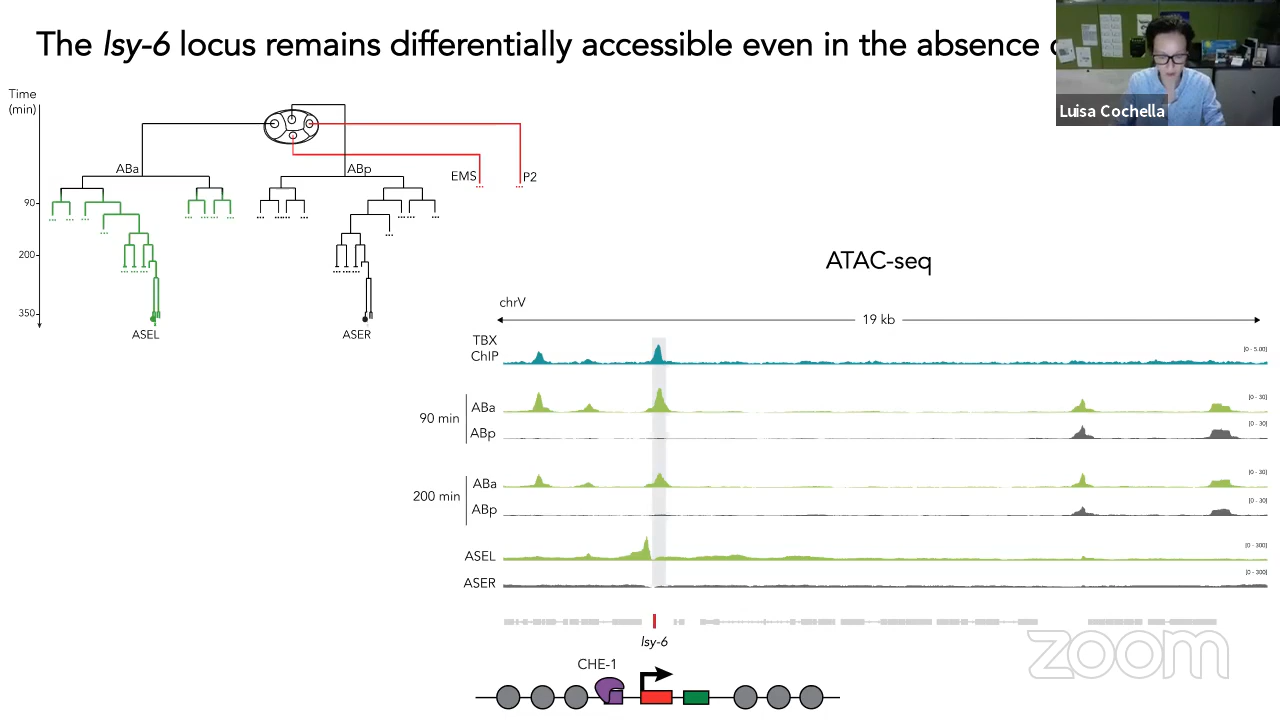 The lsy-6 locus remains differentially accessible even in the absence
Luisa Cochella
Time
(min)
ABa
ABp
EMS
P2
90
200
350
ASEL
ASER
ATAC-seq
chrV
19 kb
TBX
ChIP
[0 - 5.00]
90 min
ABa
[0 - 30]
ABp
[0 - 30]
200 min
ABa
[0 - 30]
ABp
[0 - 30]
ASEL
[0 - 300]
ASER
[0 - 300]
lsy-6
zoom
CHE-1